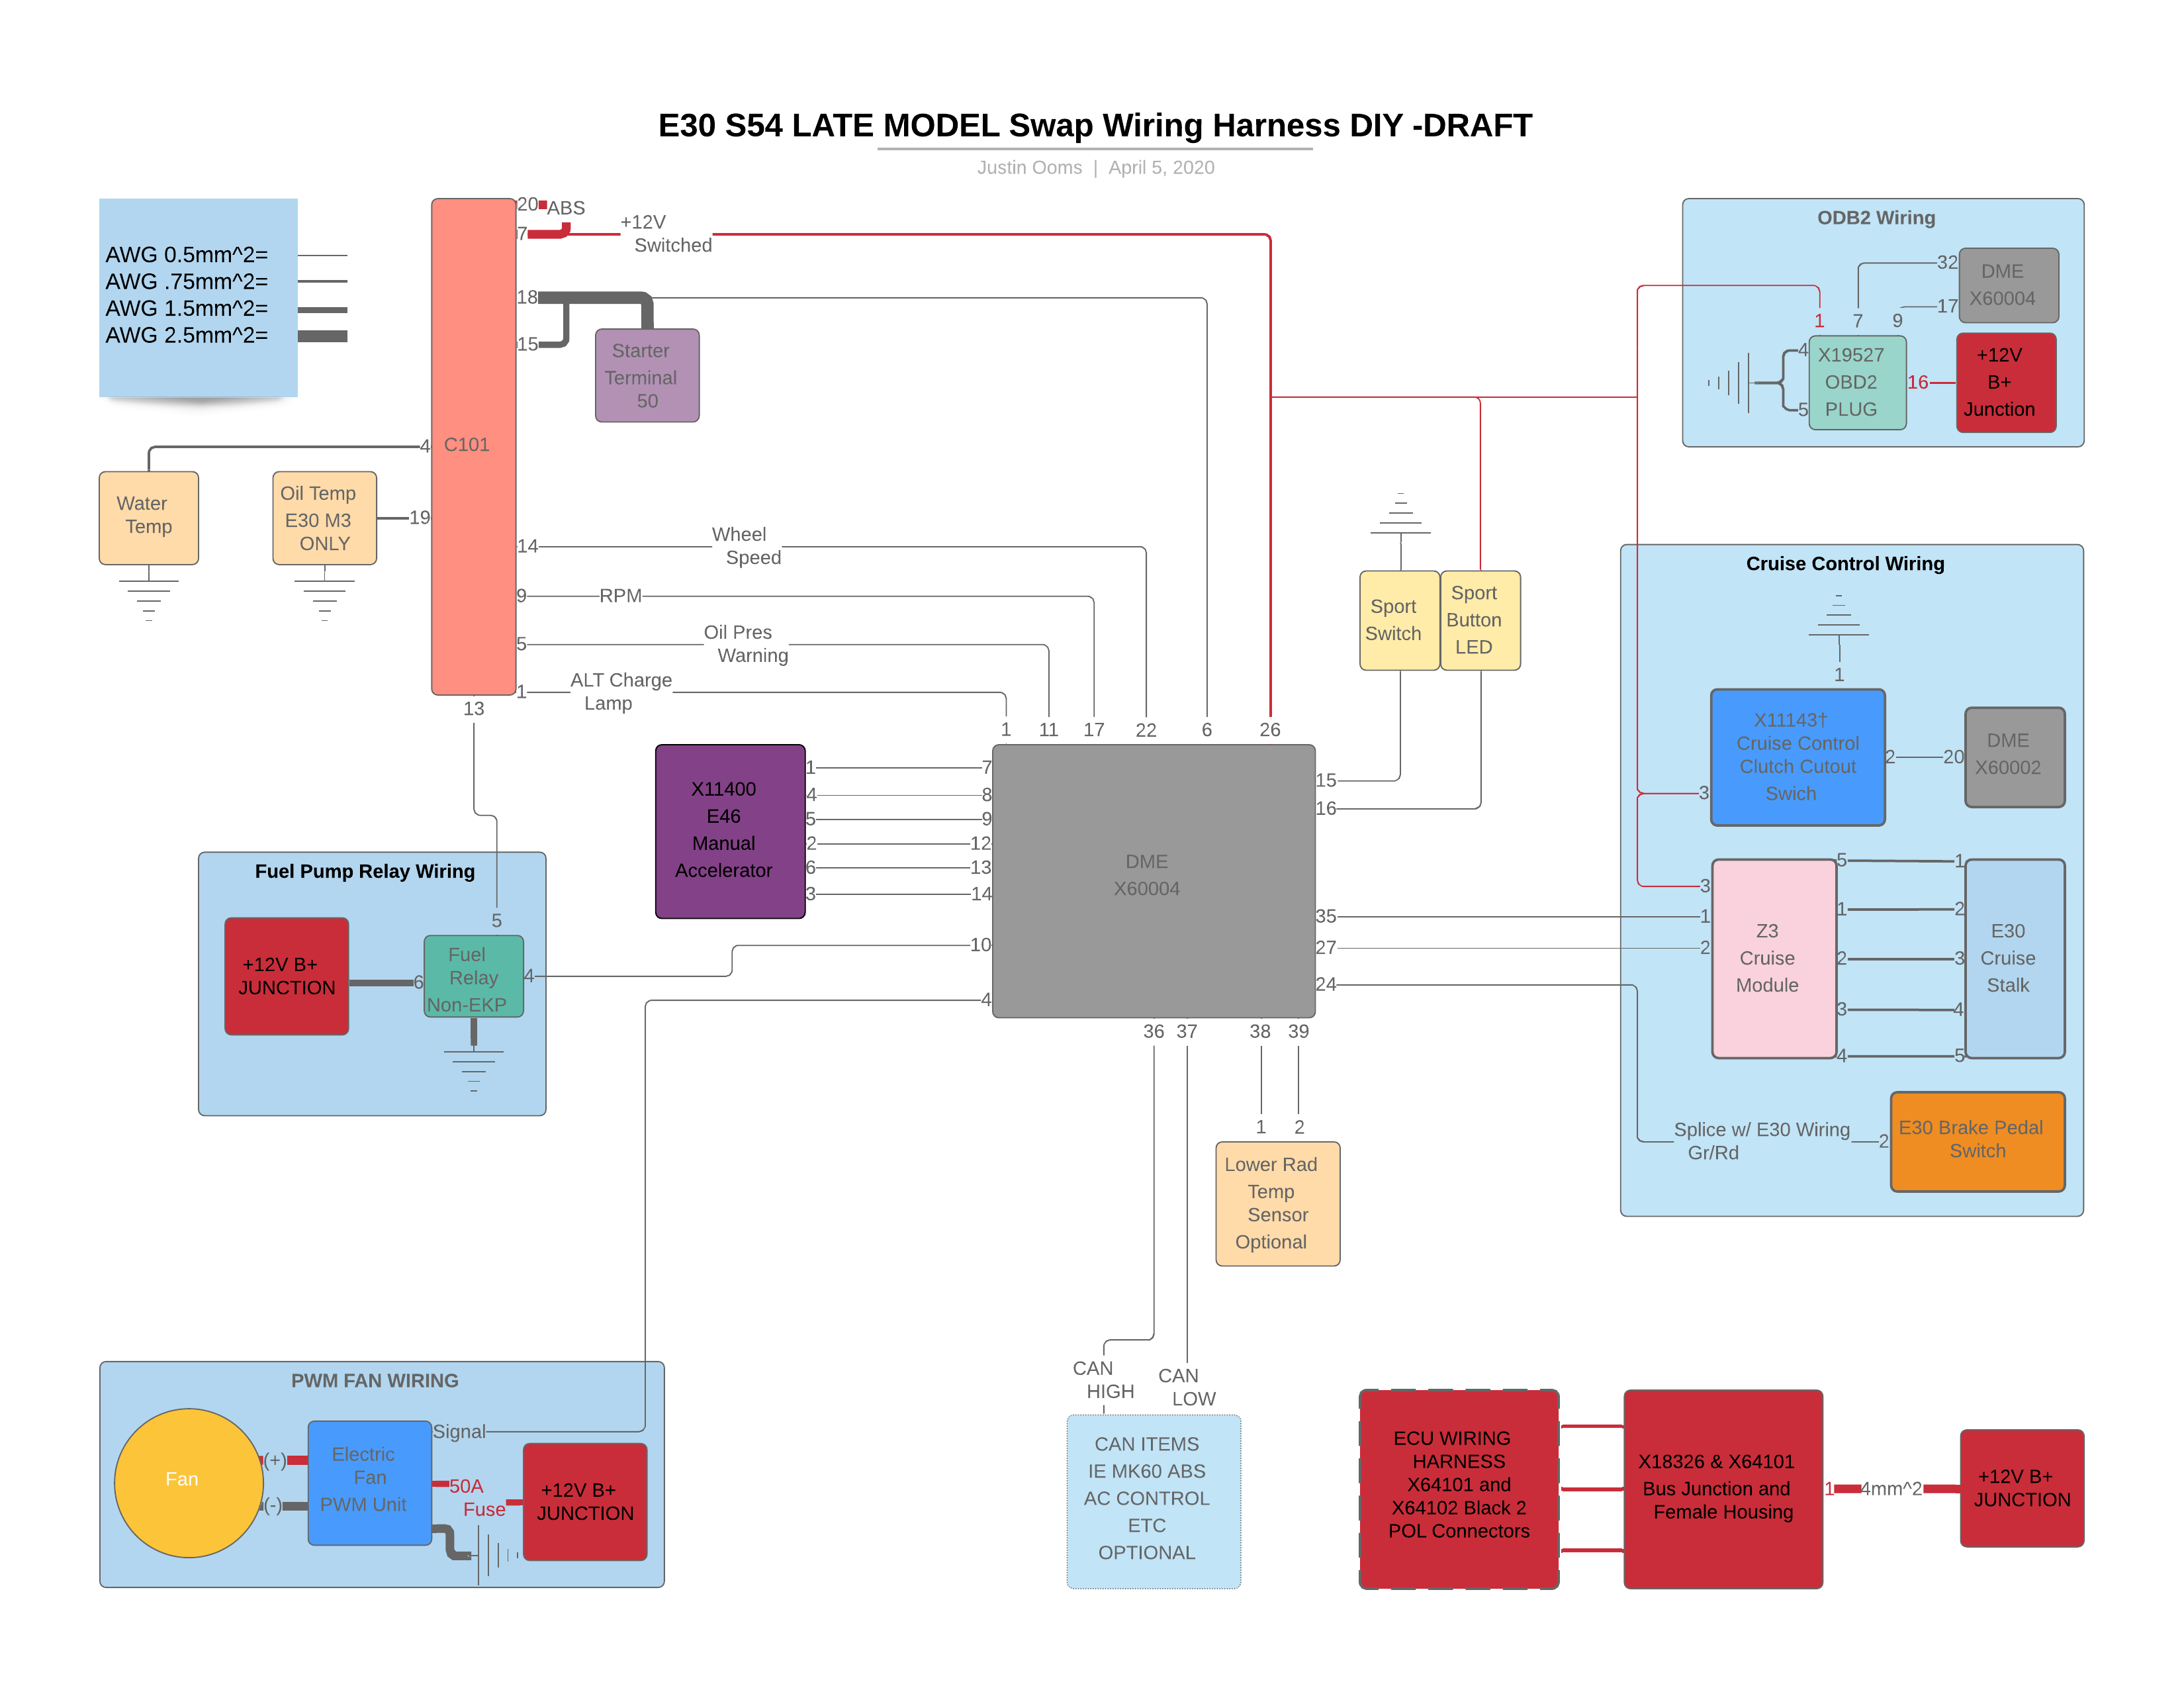 E30 S54 LATE MODEL Swap Wiring Harness DIY -DRAFT
Justin Ooms | April 5, 2020
AWG 0.5mm^2=
AWG .75mm^2=
AWG 1.5mm^2=
AWG 2.5mm^2=
C101
20
ABS
7
+12V
Switched
18
15
Starter
Terminal
50
4
19
Water
Temp
Oil Temp
E30 M3
ONLY
14
Wheel
Speed
9
RPM
5
Oil Pres
Warning
1
ALT Charge
Lamp
13
ODB2 Wiring
32
DME
X60004
17
1
7
9
4
5
X19527
OBD2
PLUG
16
+12V
B+
Junction
Sport
Switch
Sport
Button
LED
1
11
17
22
6
26
DME
X60004
X11400
E46
Manual
Accelerator
1
4
5
2
6
3
7
8
9
12
13
14
10
4
15
16
35
27
24
36
37
38
39
1
2
Lower Rad
Temp
Sensor
Optional
Cruise Control Wiring
1
X11143†
Cruise Control
Clutch Cutout
Swich
3
2
20
DME
X60002
3
1
2
Z3
Cruise
Module
5
1
2
3
4
1
2
3
4
5
E30
Cruise
Stalk
Splice w/ E30 Wiring
Gr/Rd
2
E30 Brake Pedal
Switch
Fuel Pump Relay Wiring
5
+12V B+
JUNCTION
6
Fuel
Relay
Non-EKP
4
PWM FAN WIRING
Fan
(+)
(-)
Electric
Fan
PWM Unit
Signal
50A
Fuse
+12V B+
JUNCTION
CAN
HIGH
CAN
LOW
CAN ITEMS
IE MK60 ABS
AC CONTROL
ETC
OPTIONAL
ECU WIRING
HARNESS
X64101 and
X64102 Black 2
POL Connectors
X18326 & X64101
Bus Junction and
Female Housing
1
4mm^2
+12V B+
JUNCTION